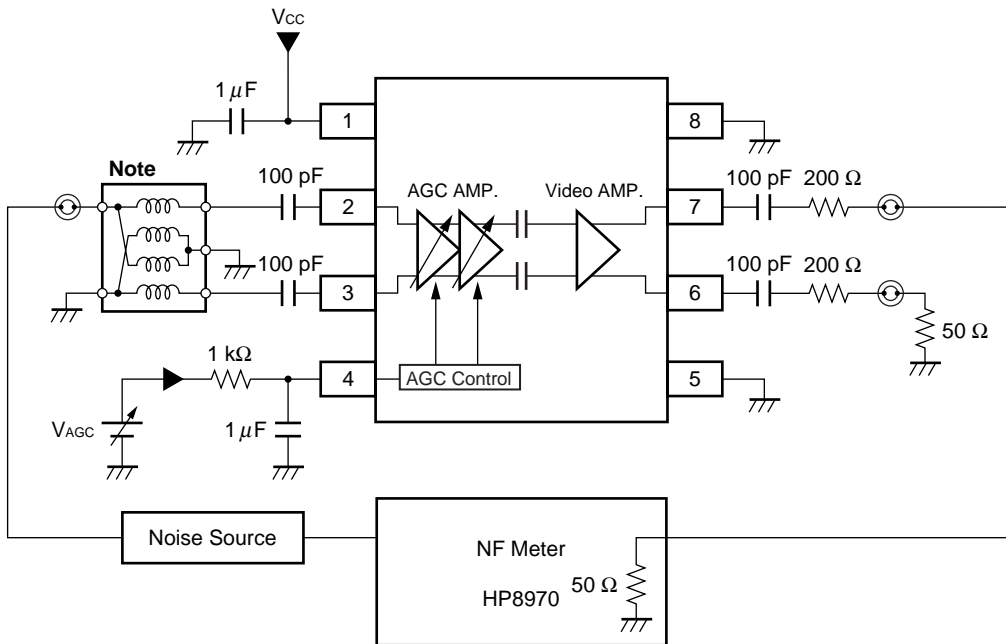 VCC
1 μF
1
8
Note
100 pF
2
AGC AMP.
Video AMP.
7
100 pF
200 Ω
100 pF
3
6
100 pF
200 Ω
50 Ω
1 kΩ
4
AGC Control
5
VAGC
1 μF
Noise Source
NF Meter
HP8970
50 Ω